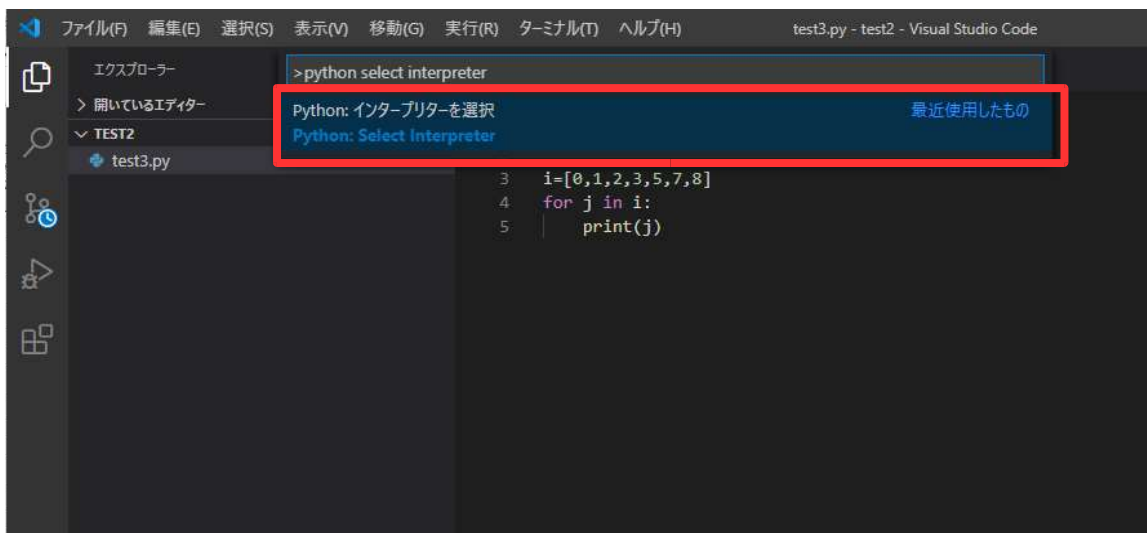 ファイル(F) 編集(E) 選択(S) 表示(V) 移動(G) 実行(R) ターミナル(T) ヘルプ(H) test3.py - test2 - Visual Studio Code
エクスプローラー
>python select interpreter
開いているエディター
Python: インタープリターを選択 最近使用したもの
Python: Select Interpreter
TEST2
test3.py
3 i=[0,1,2,3,5,7,8]
4 for j in i:
5 print(j)